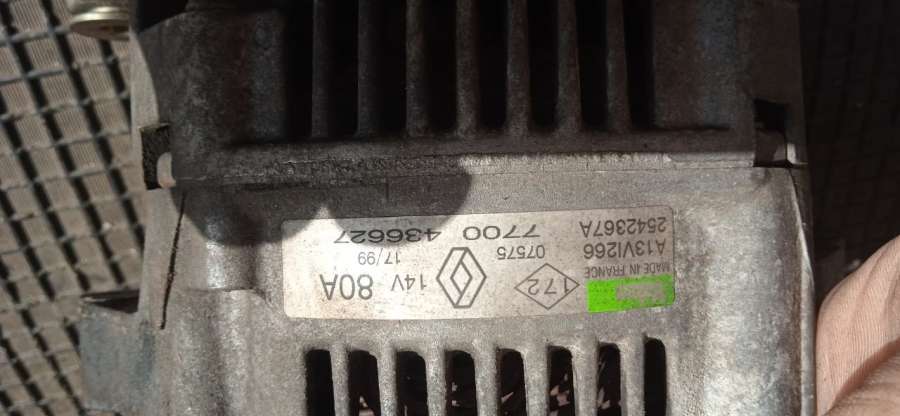 MADE IN FRANCE
A13VI266
2542367A
172
07575
14V 80A
17/99
7700 436627